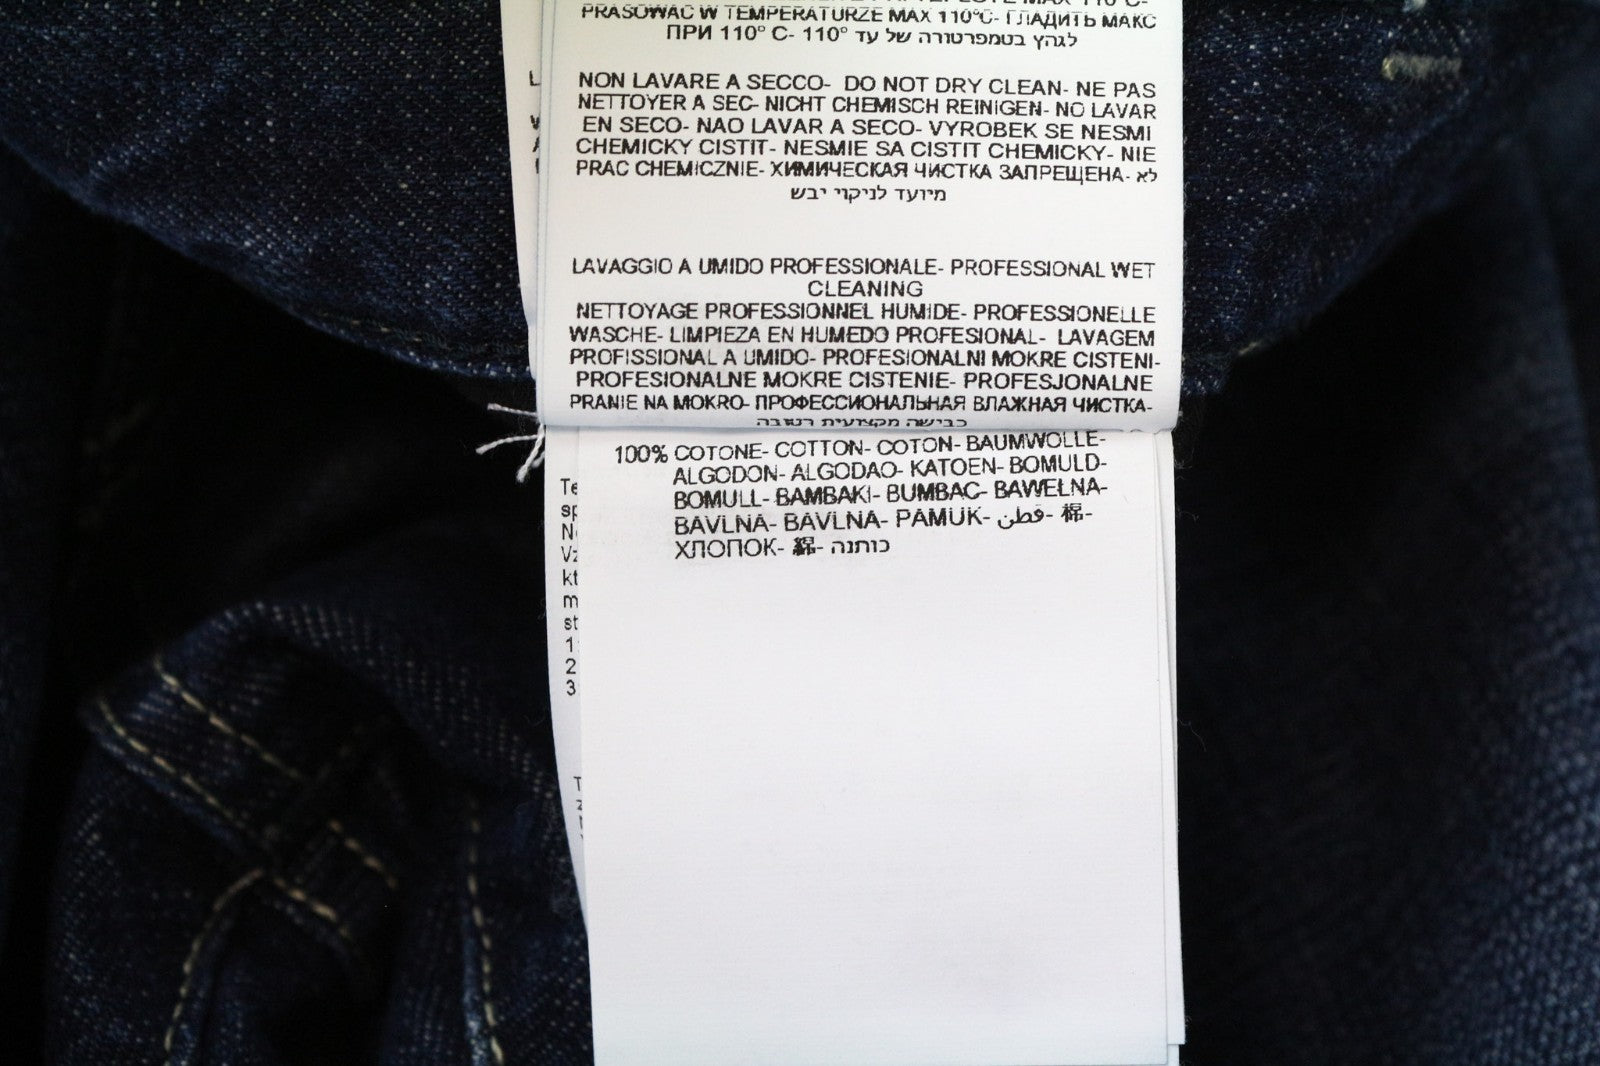 PRASOWAC W TEMPERATURZE MAX 110°C- ГЛАДИТЬ МАКС
ПРИ 110° C- לגהץ בטמפרטורה של עד 110°
NON LAVARE A SECCO- DO NOT DRY CLEAN- NE PAS
NETTOYER A SEC- NICHT CHEMISCH REINIGEN- NO LAVAR
EN SECO- NAO LAVAR A SECO- VYROBEK SE NESMI
CHEMICKY CISTIT- NESMIE SA CISTIT CHEMICKY- NIE
PRAC CHEMICZNIE- ХИМИЧЕСКАЯ ЧИСТКА ЗАПРЕЩЕНА- לא
מיועד לניקוי יבש
LAVAGGIO A UMIDO PROFESSIONALE- PROFESSIONAL WET
CLEANING
NETTOYAGE PROFESSIONNEL HUMIDE- PROFESSIONELLE
WASCHE- LIMPIEZA EN HUMEDO PROFESIONAL- LAVAGEM
PROFISSIONAL A UMIDO- PROFESIONALNI MOKRE CISTENI-
PROFESIONALNE MOKRE CISTENIE- PROFESJONALNE
PRANIE NA MOKRO- ПРОФЕССИОНАЛЬНАЯ ВЛАЖНАЯ ЧИСТКА-
כבישה מקצועית רטובה
100% COTONE- COTTON- COTON- BAUMWOLLE-
ALGODON- ALGODAO- KATOEN- BOMULD-
BOMULL- BAMBAKI- BUMBAC- BAWEŁNA-
BAVLNA- BAVLNA- PAMUK- قطن- 棉-
ХЛОПОК- 綿- כותנה